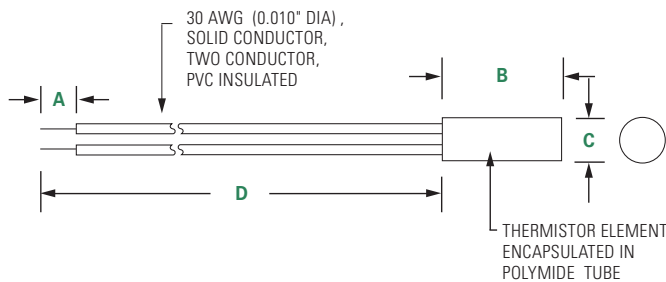 30 AWG (0.010" DIA) ,
SOLID CONDUCTOR,
TWO CONDUCTOR,
PVC INSULATED
A
B
C
D
THERMISTOR ELEMENT
ENCAPSULATED IN
POLYMIDE TUBE